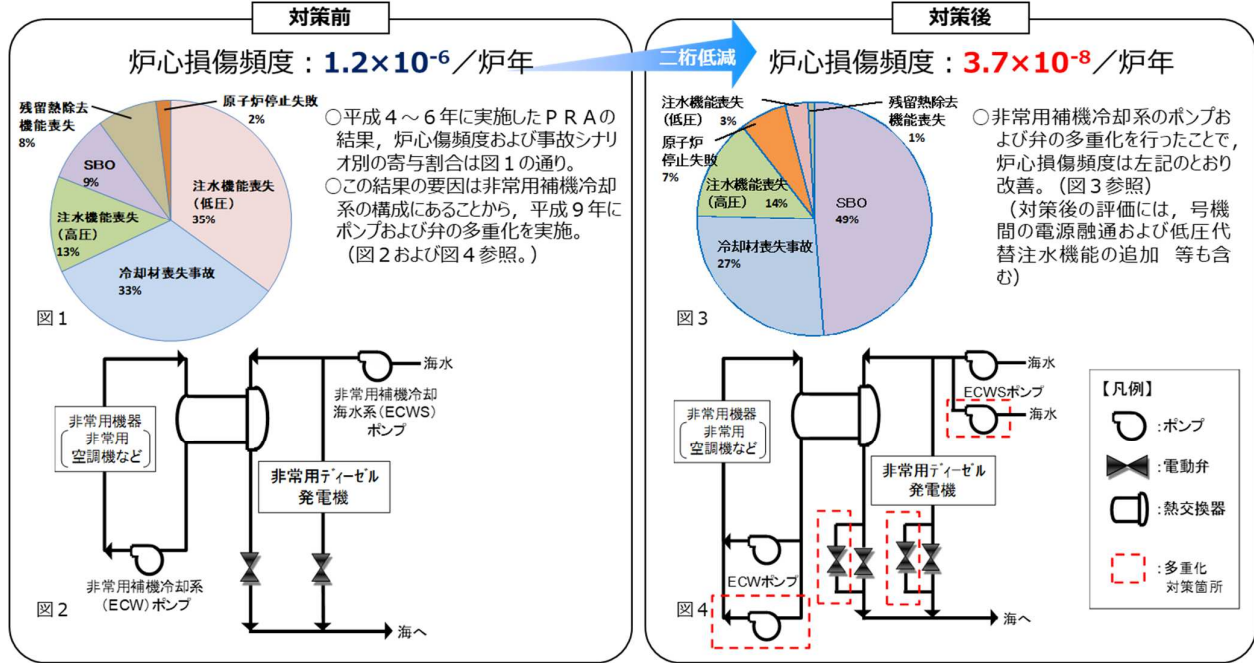 対策前
炉心損傷頻度：1.2×10-6／炉年
残留熱除去
機能喪失
8%
原子炉停止失敗
2%
SBO
9%
注水機能喪失
（低圧）
35%
注水機能喪失
（高圧）
13%
冷却材喪失事故
33%
図１
○平成４～６年に実施したＰＲＡの
結果，炉心傷頻度および事故シナリ
オ別の寄与割合は図１の通り。
○この結果の要因は非常用補機冷却
系の構成にあることから，平成９年に
ポンプおよび弁の多重化を実施。
（図２および図４参照。）
海水
非常用補機冷却
海水系（ECWS）
ポンプ
非常用機器
非常用
空調機など
非常用ディーゼル
発電機
非常用補機冷却系
（ECW）ポンプ
図２
海へ
二桁低減
対策後
炉心損傷頻度：3.7×10-8／炉年
注水機能喪失
（低圧）
3%
残留熱除去
機能喪失
1%
原子炉
停止失敗
7%
注水機能喪失
（高圧）
14%
SBO
49%
冷却材喪失事故
27%
図３
○非常用補機冷却系のポンプお
よび弁の多重化を行ったことで，
炉心損傷頻度は左記のとおり
改善。（図３参照）
（対策後の評価には，号機
間の電源融通および低圧代
替注水機能の追加　等も含
む）
海水
ECWSポンプ
海水
非常用機器
非常用
空調機など
非常用ディーゼル
発電機
ECWポンプ
図４
海へ
【凡例】
：ポンプ
：電動弁
：熱交換器
：多重化
対策箇所